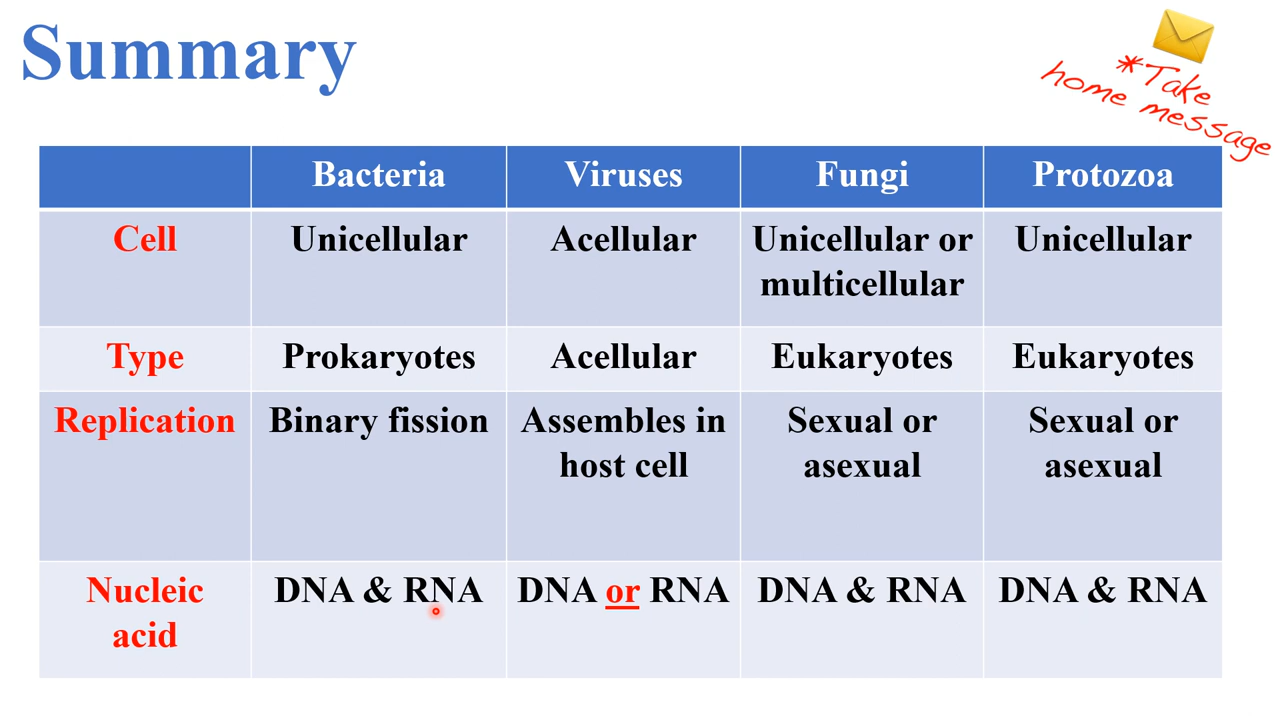 Summary
*Take
home message
Bacteria Viruses Fungi Protozoa
Cell Unicellular Acellular Unicellular or Unicellular
multicellular
Type Prokaryotes Acellular Eukaryotes Eukaryotes
Replication Binary fission Assembles in Sexual or Sexual or
host cell asexual asexual
Nucleic DNA & RNA DNA or RNA DNA & RNA DNA & RNA
acid